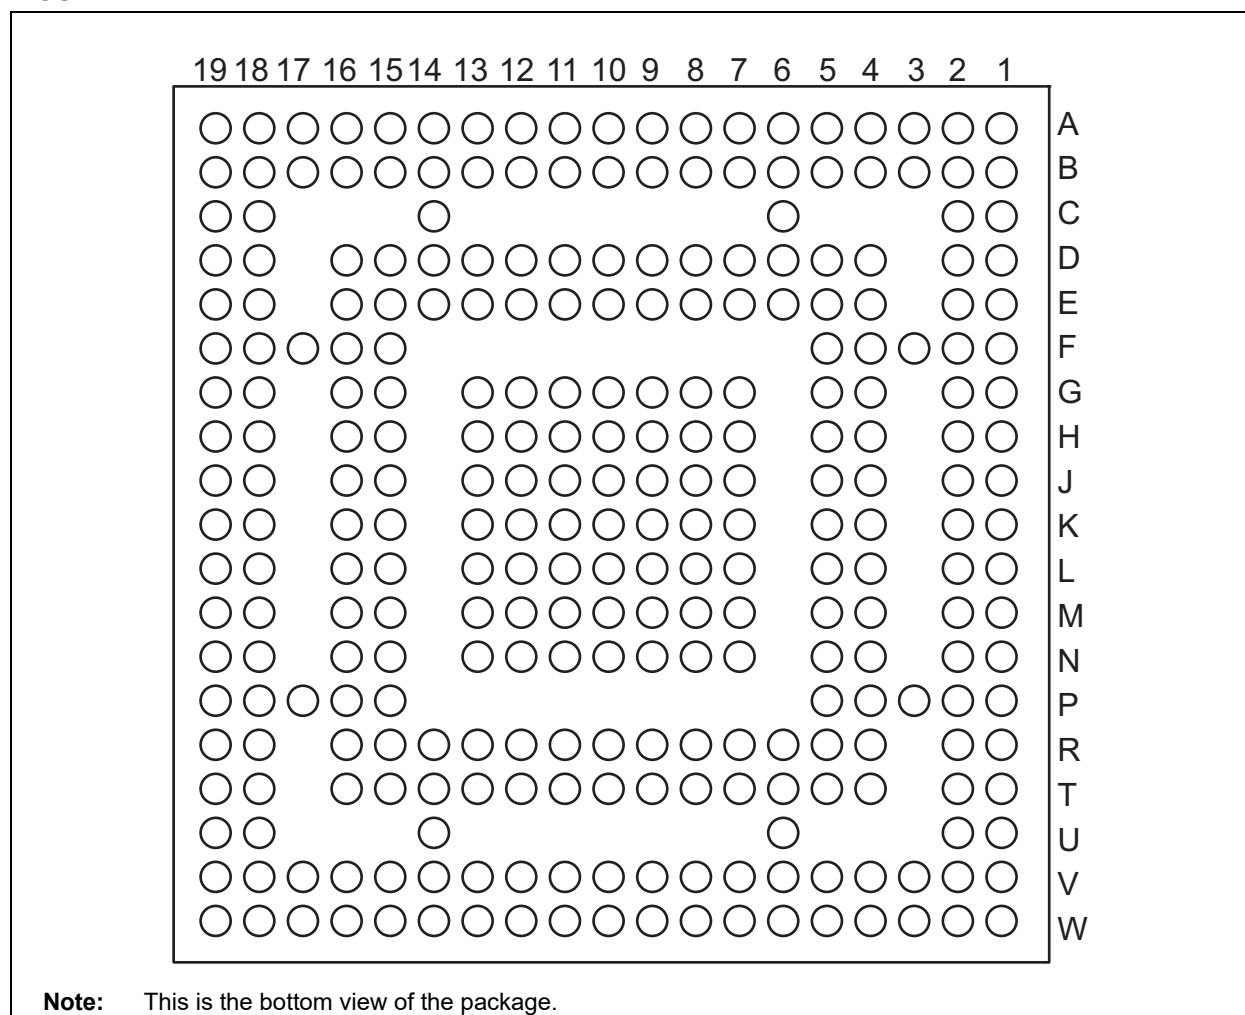 19 18 17 16 15 14 13 12 11 10 9 8 7 6 5 4 3 2 1
A
B
C
D
E
F
G
H
J
K
L
M
N
P
R
T
U
V
W
Note: This is the bottom view of the package.